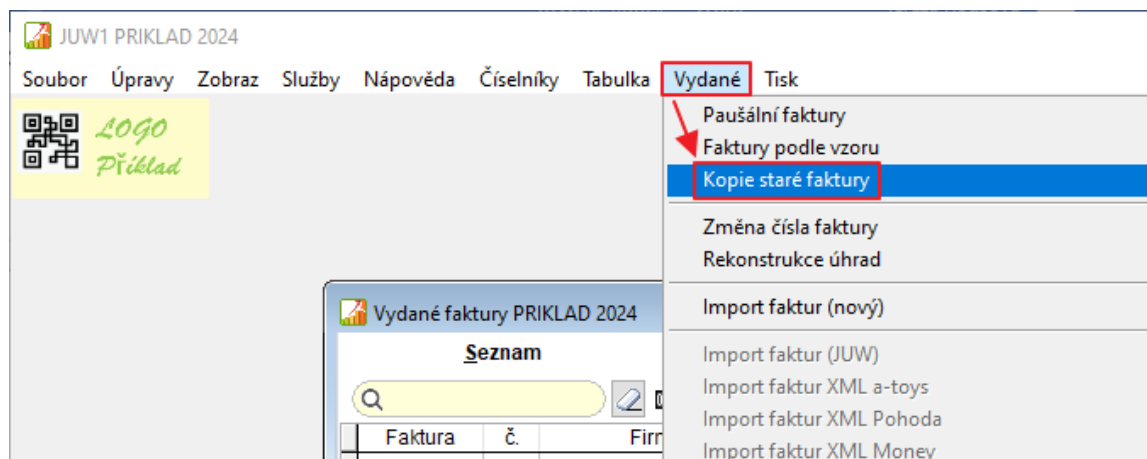 JUW1 PRIKLAD 2024
Soubor Úpravy Zobraz Služby Nápověda Číselníky Tabulka Vydané Tisk
LOGO
Příklad
Paušální faktury
Faktury podle vzoru
Kopie staré faktury
Změna čísla faktury
Rekonstrukce úhrad
Import faktur (nový)
Import faktur (JUW)
Import faktur XML a-toys
Import faktur XML Pohoda
Import faktur XML Money
Vydané faktury PRIKLAD 2024
Seznam
Faktura č. Firr